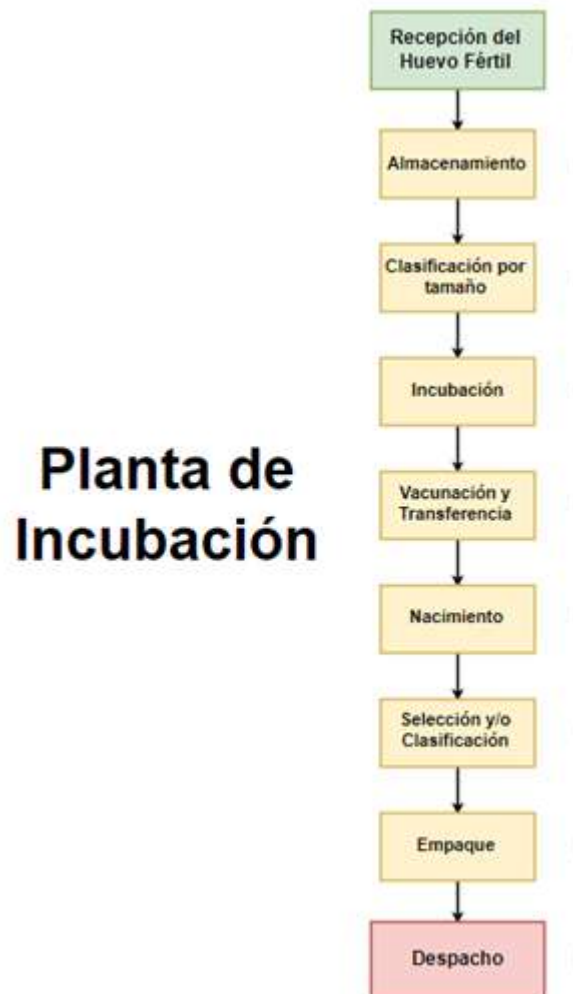 Planta de
Incubación
Recepción del
Huevo Fértil
Almacenamiento
Clasificación por
tamaño
Incubación
Vacunación y
Transferencia
Nacimiento
Selección y/o
Clasificación
Empaque
Despacho